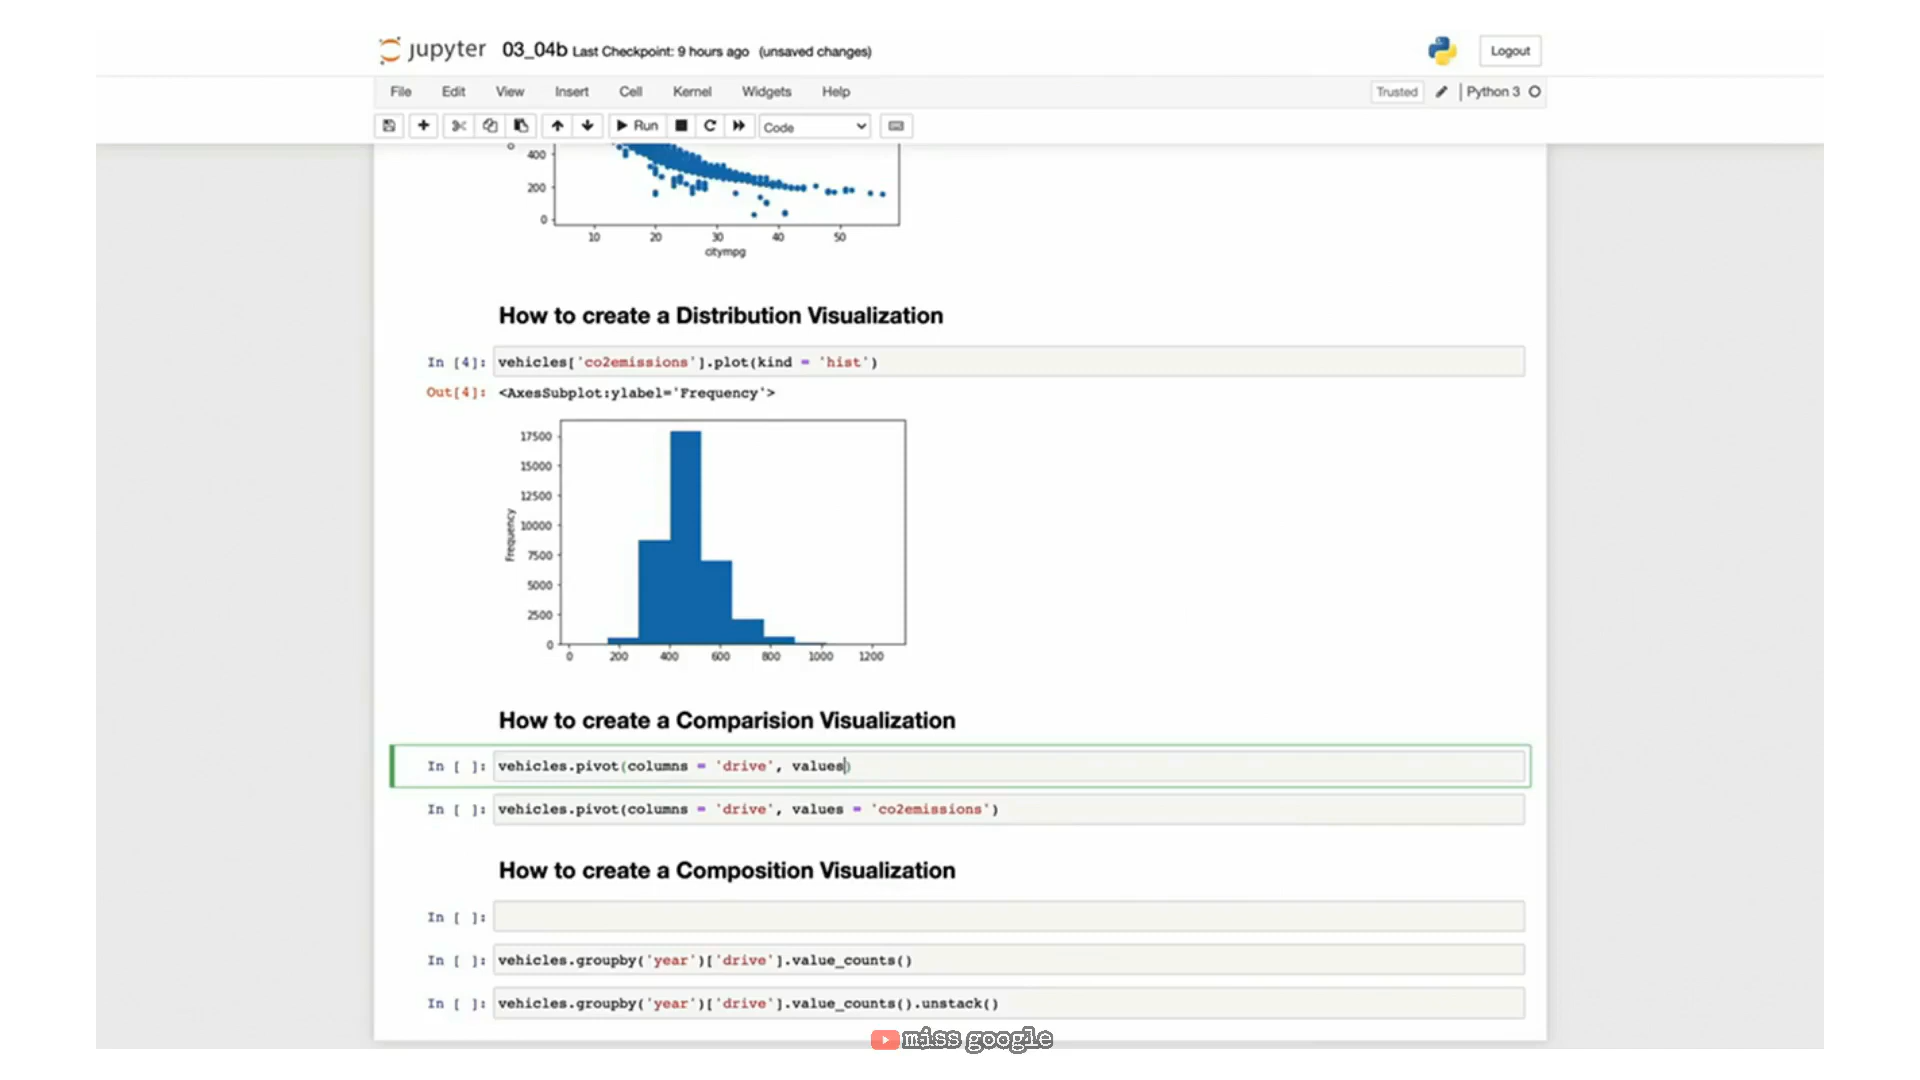 jupyter 03_04b Last Checkpoint: 9 hours ago (unsaved changes) Logout
File Edit View Insert Cell Kernel Widgets Help Trusted Python 3
Run Code
400
200
0
10 20 30 40 50
citympg
How to create a Distribution Visualization
In [4]: vehicles['co2emissions'].plot(kind = 'hist')
Out[4]: <AxesSubplot:ylabel='Frequency'>
17500
15000
12500
10000
7500
5000
2500
0
Frequency
0 200 400 600 800 1000 1200
How to create a Comparision Visualization
In [ ]: vehicles.pivot(columns = 'drive', values)
In [ ]: vehicles.pivot(columns = 'drive', values = 'co2emissions')
How to create a Composition Visualization
In [ ]:
In [ ]: vehicles.groupby('year')['drive'].value_counts()
In [ ]: vehicles.groupby('year')['drive'].value_counts().unstack()
miss google